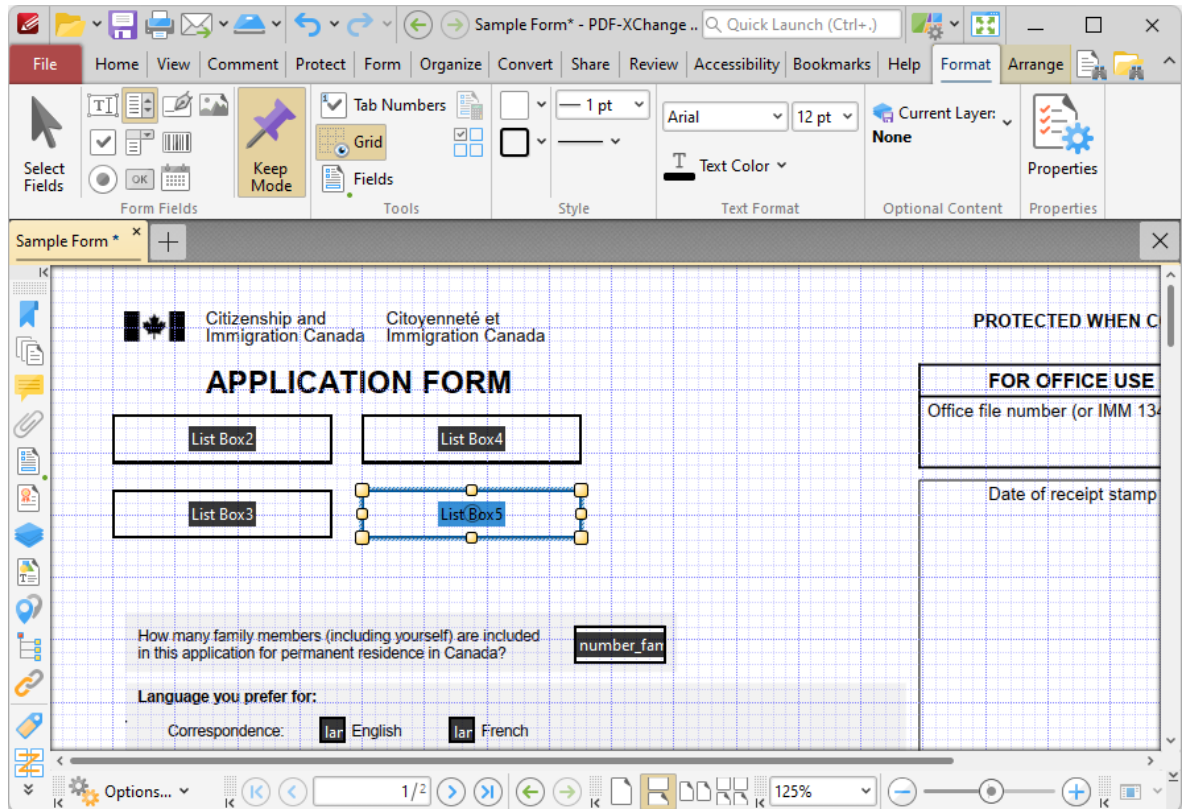 Sample Form* - PDF-XChange ..
Quick Launch (Ctrl+.)
File
Home
View
Comment
Protect
Form
Organize
Convert
Share
Review
Accessibility
Bookmarks
Help
Format
Arrange
Select Fields
OK
Form Fields
Keep Mode
Tab Numbers
Grid
Fields
Tools
1 pt
Style
Arial
12 pt
Text Color
Text Format
Current Layer:
None
Optional Content
Properties
Properties
Sample Form *
Citizenship and
Immigration Canada
Citoyenneté et
Immigration Canada
PROTECTED WHEN C
APPLICATION FORM
FOR OFFICE USE
Office file number (or IMM 134
List Box2
List Box4
List Box3
List Box5
Date of receipt stamp
How many family members (including yourself) are included
in this application for permanent residence in Canada?
number_fan
Language you prefer for:
Correspondence:
lar
English
lar
French
Options...
1/2
125%